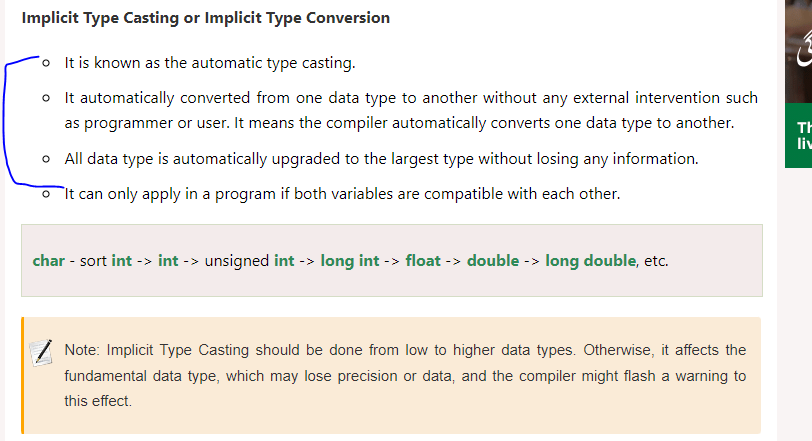 Implicit Type Casting or Implicit Type Conversion
It is known as the automatic type casting.
It automatically converted from one data type to another without any external intervention such
as programmer or user. It means the compiler automatically converts one data type to another.
All data type is automatically upgraded to the largest type without losing any information.
It can only apply in a program if both variables are compatible with each other.
char - sort int -> int -> unsigned int -> long int -> float -> double -> long double, etc.
Note: Implicit Type Casting should be done from low to higher data types. Otherwise, it affects the
fundamental data type, which may lose precision or data, and the compiler might flash a warning to
this effect.